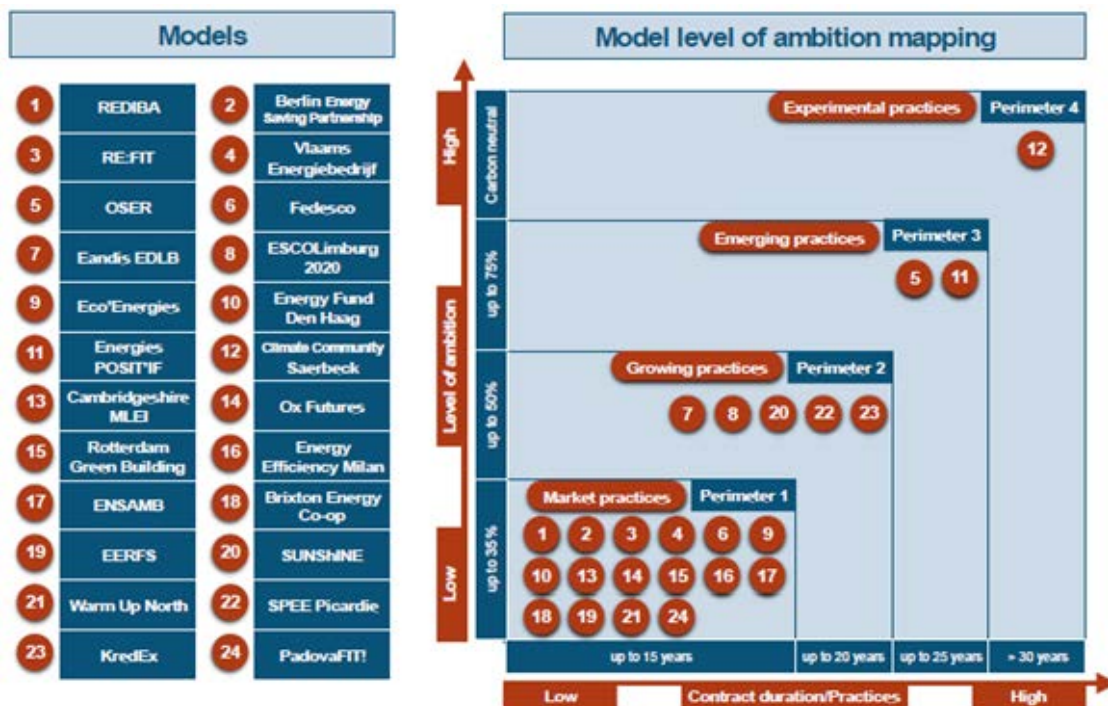 Models
1
REDIBA
2
Berlin Energy
Saving Partnership
3
RE:FIT
4
Vlaams
Energiebedrijf
5
OSER
6
Fedesco
7
Eandis EDLB
8
ESCOLimburg
2020
9
Eco'Energies
10
Energy Fund
Den Haag
11
Energies
POSIT'IF
12
Climate Community
Saerbeck
13
Cambridgeshire
MLEI
14
Ox Futures
15
Rotterdam
Green Building
16
Energy
Efficiency Milan
17
ENSAMB
18
Brixton Energy
Co-op
19
EERFS
20
SUNShINE
21
Warm Up North
22
SPEE Picardie
23
KredEx
24
PadovaFIT!
Model level of ambition mapping
High
Level of ambition
Low
Carbon neutral
up to 75%
up to 50%
up to 35%
Experimental practices
Perimeter 4
12
Emerging practices
Perimeter 3
5 11
Growing practices
Perimeter 2
7 8 20 22 23
Market practices
Perimeter 1
1 2 3 4 6 9
10 13 14 15 16 17
18 19 21 24
up to 15 years
up to 20 years
up to 25 years
> 30 years
Low
Contract duration/Practices
High